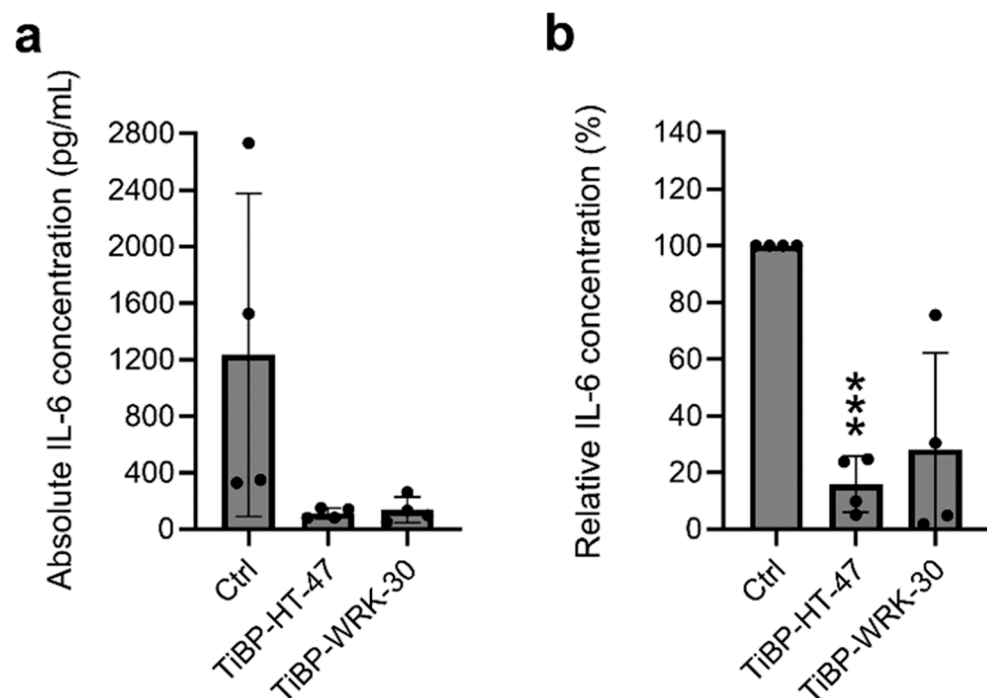 a
Absolute IL-6 concentration (pg/mL)
2800
2400
2000
1600
1200
800
400
0
Ctrl
TiBP-HT-47
TiBP-WRK-30
b
Relative IL-6 concentration (%)
140
120
100
80
60
40
20
0
***
Ctrl
TiBP-HT-47
TiBP-WRK-30